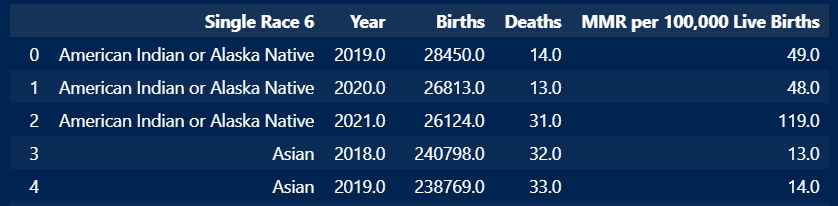 Single Race 6 Year Births Deaths MMR per 100,000 Live Births
0 American Indian or Alaska Native 2019.0 28450.0 14.0 49.0
1 American Indian or Alaska Native 2020.0 26813.0 13.0 48.0
2 American Indian or Alaska Native 2021.0 26124.0 31.0 119.0
3 Asian 2018.0 240798.0 32.0 13.0
4 Asian 2019.0 238769.0 33.0 14.0